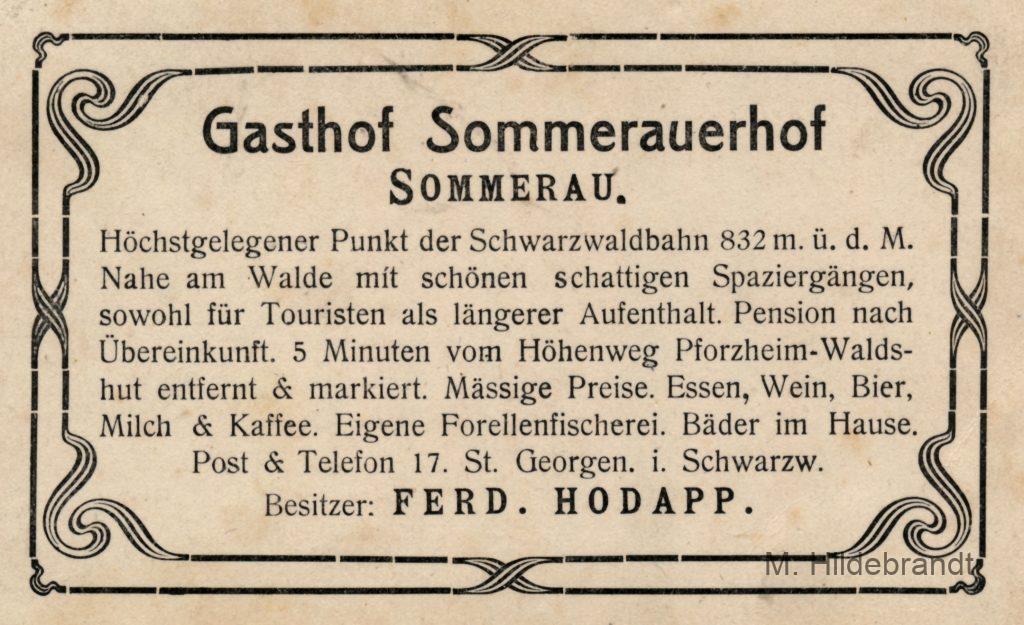 Gasthof Sommerauerhof
SOMMERAU.
Höchstgelegener Punkt der Schwarzwaldbahn 832 m. ü. d. M.
Nahe am Walde mit schönen schattigen Spaziergängen,
sowohl für Touristen als längerer Aufenthalt. Pension nach
Übereinkunft. 5 Minuten vom Höhenweg Pforzheim-Walds-
hut entfernt & markiert. Mässige Preise. Essen, Wein, Bier,
Milch & Kaffee. Eigene Forellenfischerei. Bäder im Hause.
Post & Telefon 17. St. Georgen. i. Schwarzw.
Besitzer: FERD. HODAPP.
M. Hildebrandt